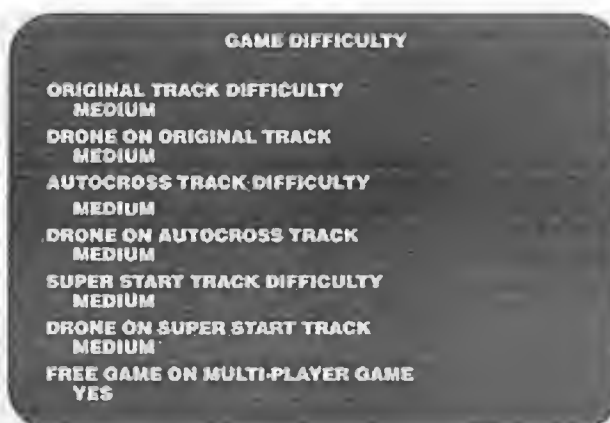 GAME DIFFICULTY
ORIGINAL TRACK DIFFICULTY
MEDIUM
DRONE ON ORIGINAL TRACK
MEDIUM
AUTOCROSS TRACK DIFFICULTY
MEDIUM
DRONE ON AUTOCROSS TRACK
MEDIUM
SUPER START TRACK DIFFICULTY
MEDIUM
DRONE ON SUPER START TRACK
MEDIUM
FREE GAME ON MULTI-PLAYER GAME
YES